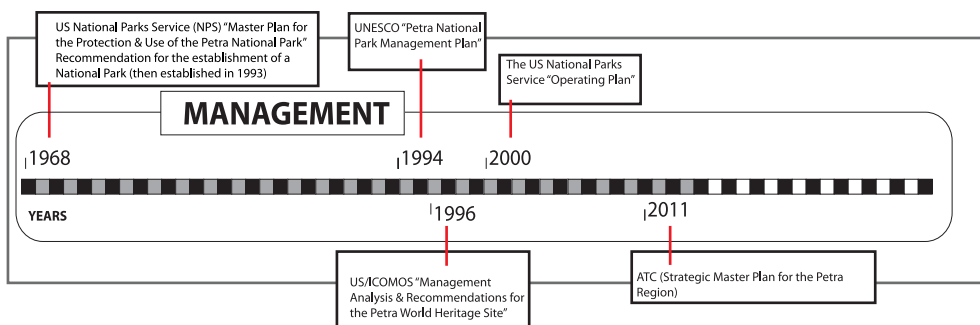 US National Parks Service (NPS) “Master Plan for
the Protection & Use of the Petra National Park”
Recommendation for the establishment of a
National Park (then established in 1993)
UNESCO “Petra National
Park Management Plan”
The US National Parks
Service “Operating Plan”
MANAGEMENT
1968
1994
2000
YEARS
1996
2011
US/ICOMOS “Management
Analysis & Recommendations for
the Petra World Heritage Site”
ATC (Strategic Master Plan for the Petra
Region)